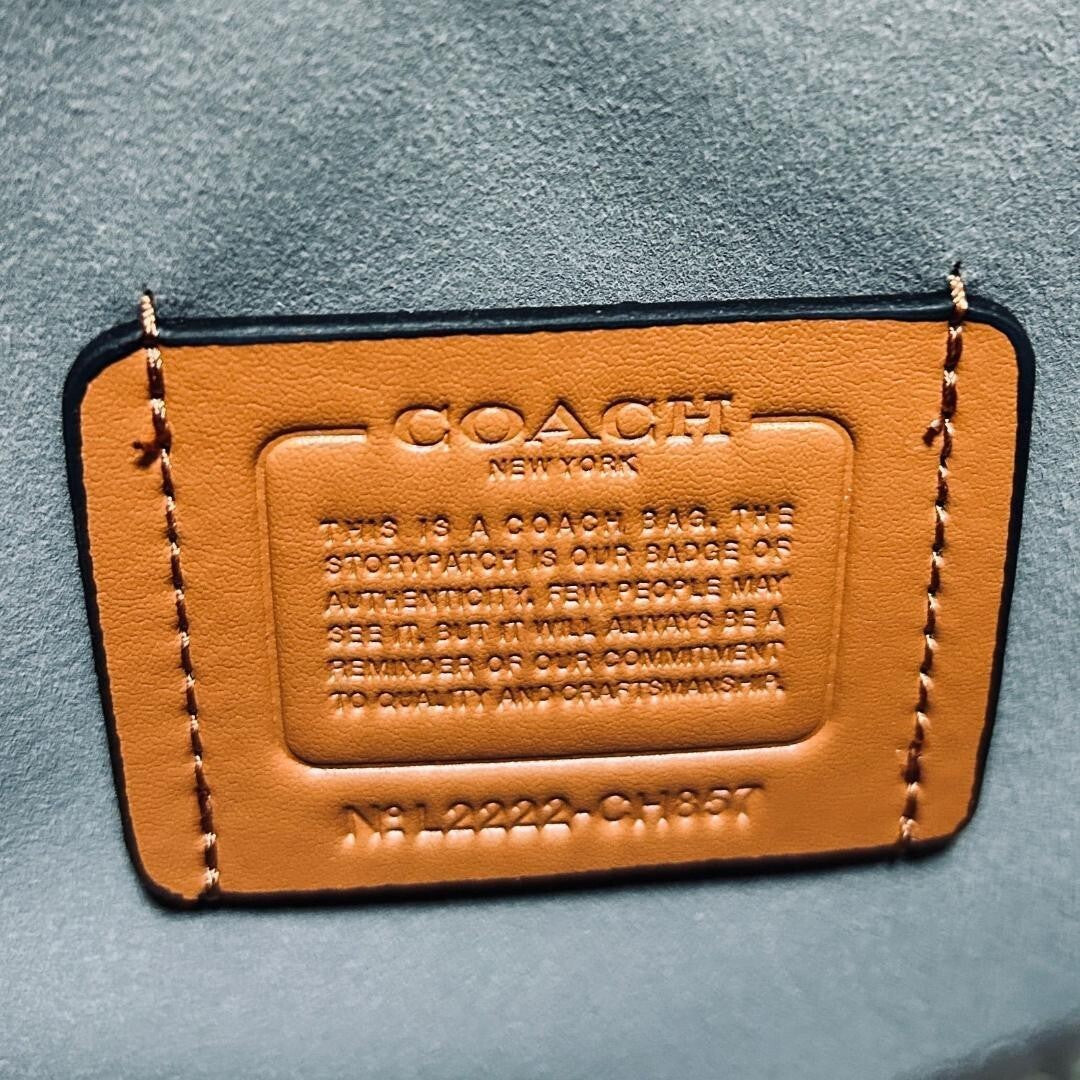 COACH
NEW YORK
THIS IS A COACH BAG. THE
STORYPATCH IS OUR BADGE OF
AUTHENTICITY. FEW PEOPLE MAY
SEE IT. BUT IT WILL ALWAYS BE A
REMINDER OF OUR COMMITMENT
TO QUALITY AND CRAFTSMANSHIP.
Nº L2222-CH857